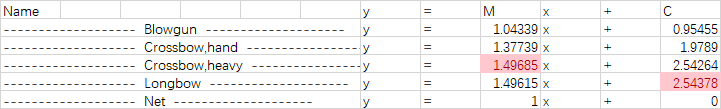 Name y = M x + C
------------------ Blowgun -------------------- y = 1.04339 x + 0.95455
------------------ Crossbow,hand ---------------- y = 1.37739 x + 1.9789
------------------ Crossbow,heavy ---------------- y = 1.49685 x + 2.54264
------------------ Longbow -------------------- y = 1.49615 x + 2.54378
------------------ Net -------------------- y = 1 x + 0